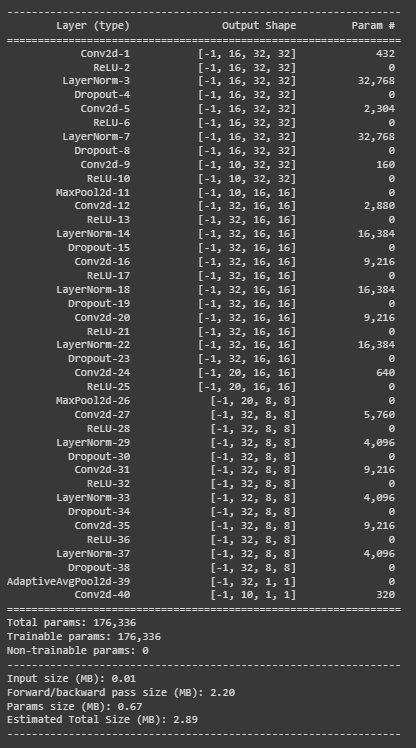 ----------------------------------------------------------------
        Layer (type)               Output Shape         Param #
================================================================
            Conv2d-1           [-1, 16, 32, 32]             432
              ReLU-2           [-1, 16, 32, 32]               0
         LayerNorm-3           [-1, 16, 32, 32]          32,768
           Dropout-4           [-1, 16, 32, 32]               0
            Conv2d-5           [-1, 16, 32, 32]           2,304
              ReLU-6           [-1, 16, 32, 32]               0
         LayerNorm-7           [-1, 16, 32, 32]          32,768
           Dropout-8           [-1, 16, 32, 32]               0
            Conv2d-9           [-1, 10, 32, 32]             160
             ReLU-10           [-1, 10, 32, 32]               0
        MaxPool2d-11           [-1, 10, 16, 16]               0
           Conv2d-12           [-1, 32, 16, 16]           2,880
             ReLU-13           [-1, 32, 16, 16]               0
        LayerNorm-14           [-1, 32, 16, 16]          16,384
          Dropout-15           [-1, 32, 16, 16]               0
           Conv2d-16           [-1, 32, 16, 16]           9,216
             ReLU-17           [-1, 32, 16, 16]               0
        LayerNorm-18           [-1, 32, 16, 16]          16,384
          Dropout-19           [-1, 32, 16, 16]               0
           Conv2d-20           [-1, 32, 16, 16]           9,216
             ReLU-21           [-1, 32, 16, 16]               0
        LayerNorm-22           [-1, 32, 16, 16]          16,384
          Dropout-23           [-1, 32, 16, 16]               0
           Conv2d-24           [-1, 20, 16, 16]             640
             ReLU-25           [-1, 20, 16, 16]               0
        MaxPool2d-26             [-1, 20, 8, 8]               0
           Conv2d-27             [-1, 32, 8, 8]           5,760
             ReLU-28             [-1, 32, 8, 8]               0
        LayerNorm-29             [-1, 32, 8, 8]           4,096
          Dropout-30             [-1, 32, 8, 8]               0
           Conv2d-31             [-1, 32, 8, 8]           9,216
             ReLU-32             [-1, 32, 8, 8]               0
        LayerNorm-33             [-1, 32, 8, 8]           4,096
          Dropout-34             [-1, 32, 8, 8]               0
           Conv2d-35             [-1, 32, 8, 8]           9,216
             ReLU-36             [-1, 32, 8, 8]               0
        LayerNorm-37             [-1, 32, 8, 8]           4,096
          Dropout-38             [-1, 32, 8, 8]               0
AdaptiveAvgPool2d-39             [-1, 32, 1, 1]               0
           Conv2d-40             [-1, 10, 1, 1]             320
================================================================
Total params: 176,336
Trainable params: 176,336
Non-trainable params: 0
----------------------------------------------------------------
Input size (MB): 0.01
Forward/backward pass size (MB): 2.20
Params size (MB): 0.67
Estimated Total Size (MB): 2.89
----------------------------------------------------------------